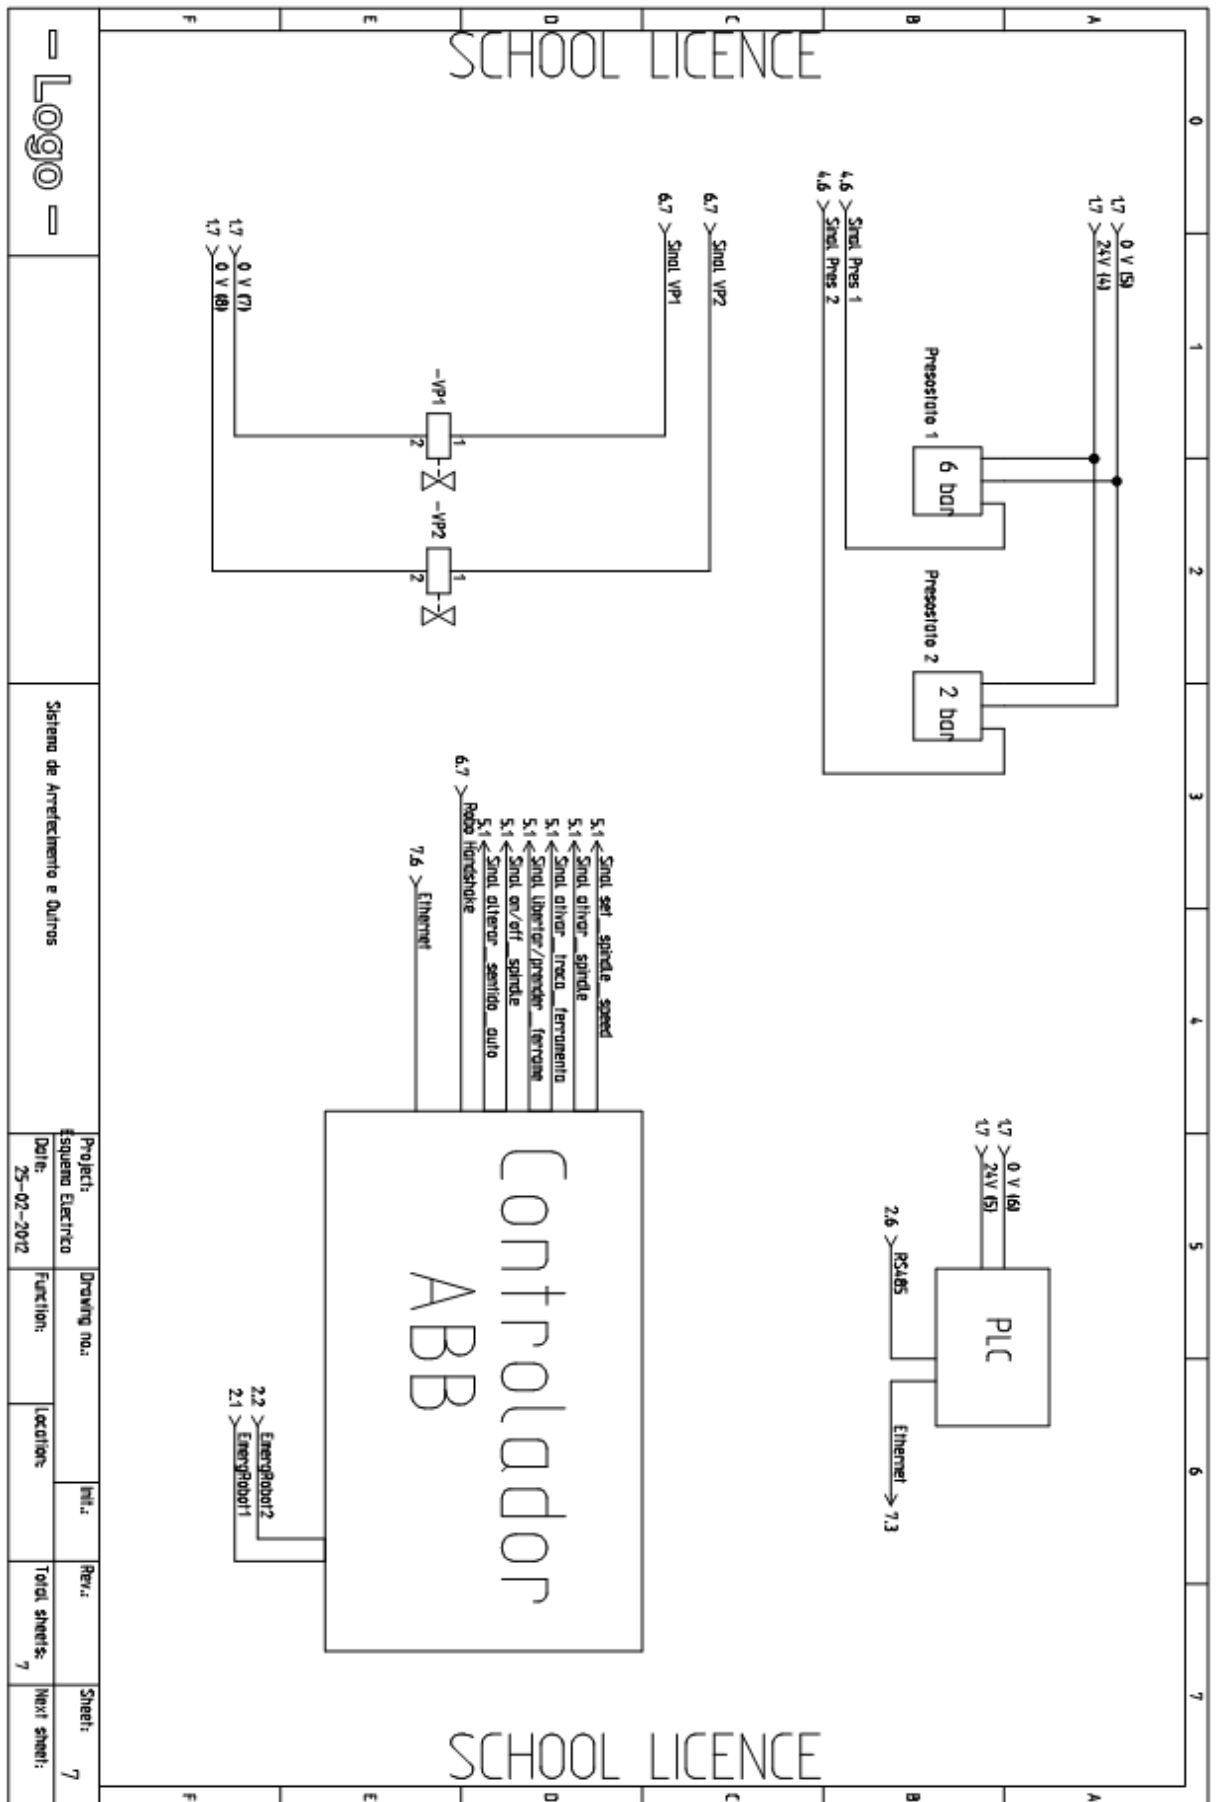 SCHOOL LICENCE
SCHOOL LICENCE
0
1
2
3
4
5
6
7
A
B
C
D
E
F
A
B
C
D
E
F
1.7 0 V (5)
1.7 24V (4)
4.6 Sinal Pres 1
4.6 Sinal Pres 2
Presostato 1
6 bar
Presostato 2
2 bar
1.7 0 V (6)
1.7 24V (5)
PLC
2.6 RS485
Ethernet 7.3
6.7 Sinal VP2
6.7 Sinal VP1
-VP1
1
2
-VP2
1
2
1.7 0 V (7)
1.7 0 V (8)
5.1 Sinal set_spindle_speed
5.1 Sinal ativar_spindle
5.1 Sinal ativar_troca_ferramenta
5.1 Sinal libertar/prender_ferrame
5.1 Sinal on/off_spindle
5.1 Sinal alterar_sentido_auto
6.7 Robo Handshake
7.6 Ethernet
Controlador
ABB
2.2 EmergRobot2
2.1 EmergRobot1
- Logo -
Sistema de Arrefecimento e Outros
Project:
Esquema Electrico
Date:
25-02-2012
Drawing no.:
Function:
Location:
Init.:
Rev.:
Total sheets: 7
Sheet: 7
Next sheet: